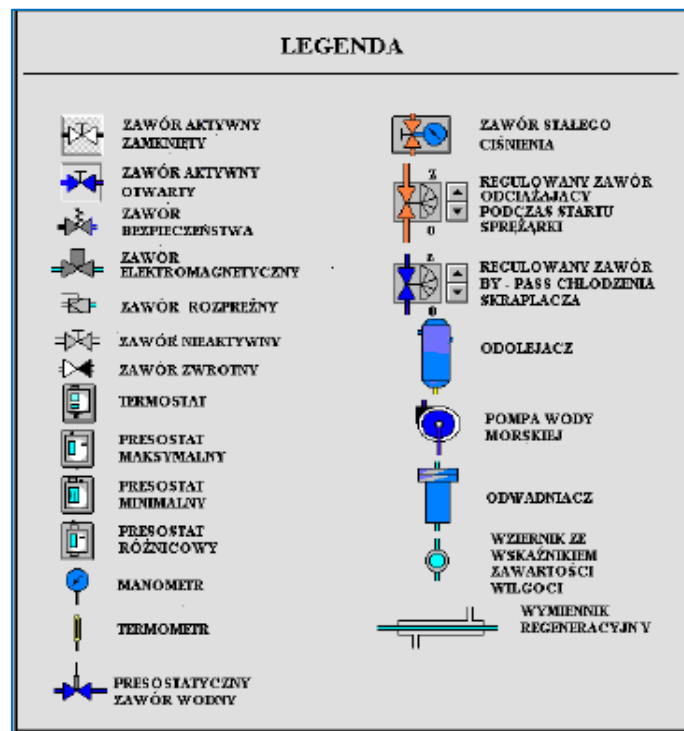 LEGENDA
ZAWÓR AKTYWNY
ZAMKNIĘTY
ZAWÓR AKTYWNY
OTWARTY
ZAWÓR
BEZPIECZEŃSTWA
ZAWÓR
ELEKTROMAGNETYCZNY
ZAWÓR ROZPRĘŻNY
ZAWÓR NIEAKTYWNY
ZAWÓR ZWROTNY
TERMOSTAT
PRESOSTAT
MAKSYMALNY
PRESOSTAT
MINIMALNY
PRESOSTAT
RÓŻNICOWY
MANOMETR
TERMOMETR
PRESOSTATYCZNY
ZAWÓR WODNY
ZAWÓR STAŁEGO
CIŚNIENIA
Z
REGULOWANY ZAWÓR
ODCIĄŻAJĄCY
PODCZAS STARTU
SPRĘŻARKI
O
Z
REGULOWANY ZAWÓR
BY - PASS CHŁODZENIA
SKRAPLACZA
O
ODOLEJACZ
POMPA WODY
MORSKIEJ
ODWADNIACZ
WZIERNIK ZE
WSKAŹNIKIEM
ZAWARTOŚCI
WILGOCI
WYMIENNIK
REGENERACYJNY